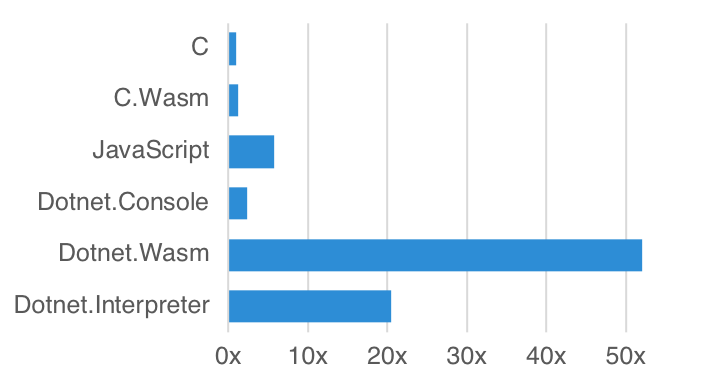 C
C.Wasm
JavaScript
Dotnet.Console
Dotnet.Wasm
Dotnet.Interpreter
0x 10x 20x 30x 40x 50x